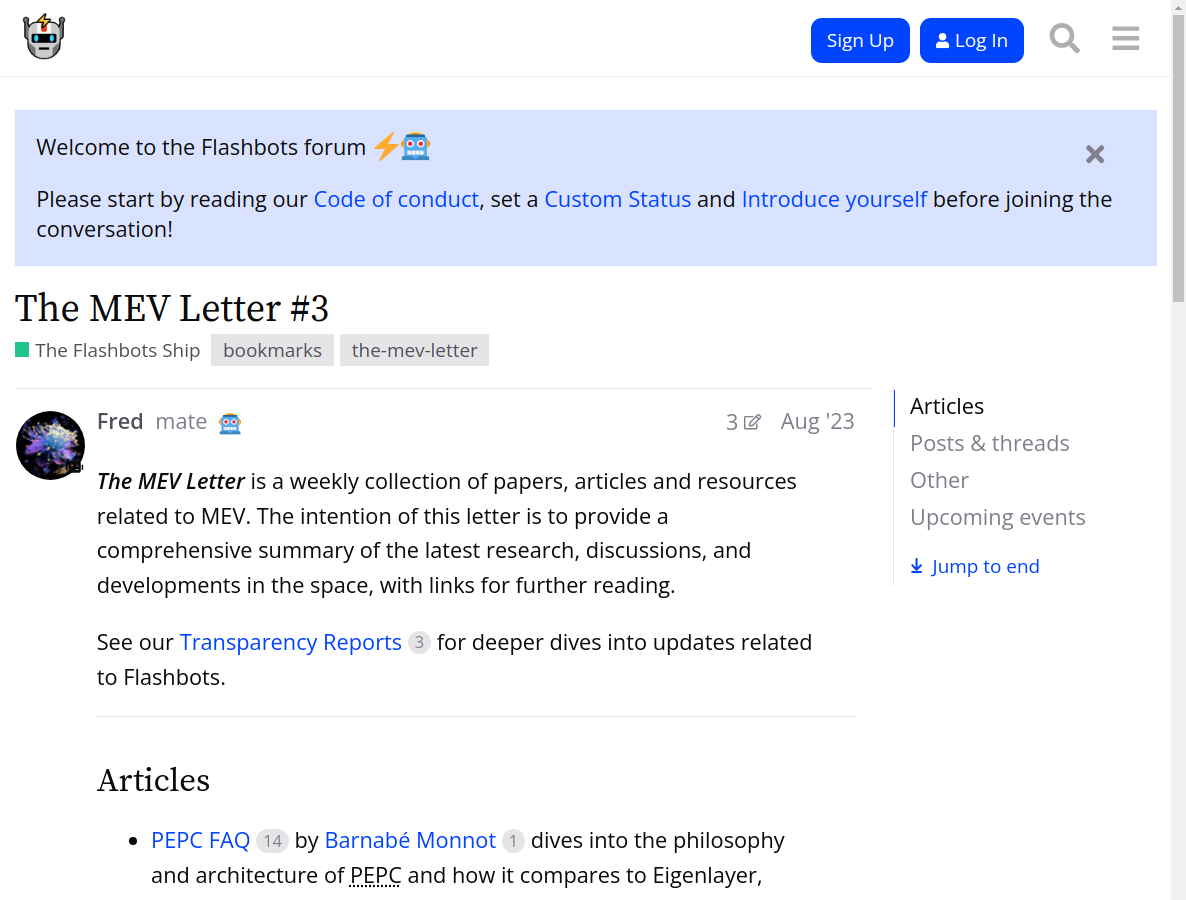 Sign Up
Log In
Welcome to the Flashbots forum
Please start by reading our Code of conduct, set a Custom Status and Introduce yourself before joining the
conversation!
The MEV Letter #3
The Flashbots Ship bookmarks the-mev-letter
Fred mate 3 Aug '23
The MEV Letter is a weekly collection of papers, articles and resources
related to MEV. The intention of this letter is to provide a
comprehensive summary of the latest research, discussions, and
developments in the space, with links for further reading.
See our Transparency Reports 3 for deeper dives into updates related
to Flashbots.
Articles
PEPC FAQ 14 by Barnabé Monnot 1 dives into the philosophy
and architecture of PEPC and how it compares to Eigenlayer,
Articles
Posts & threads
Other
Upcoming events
Jump to end